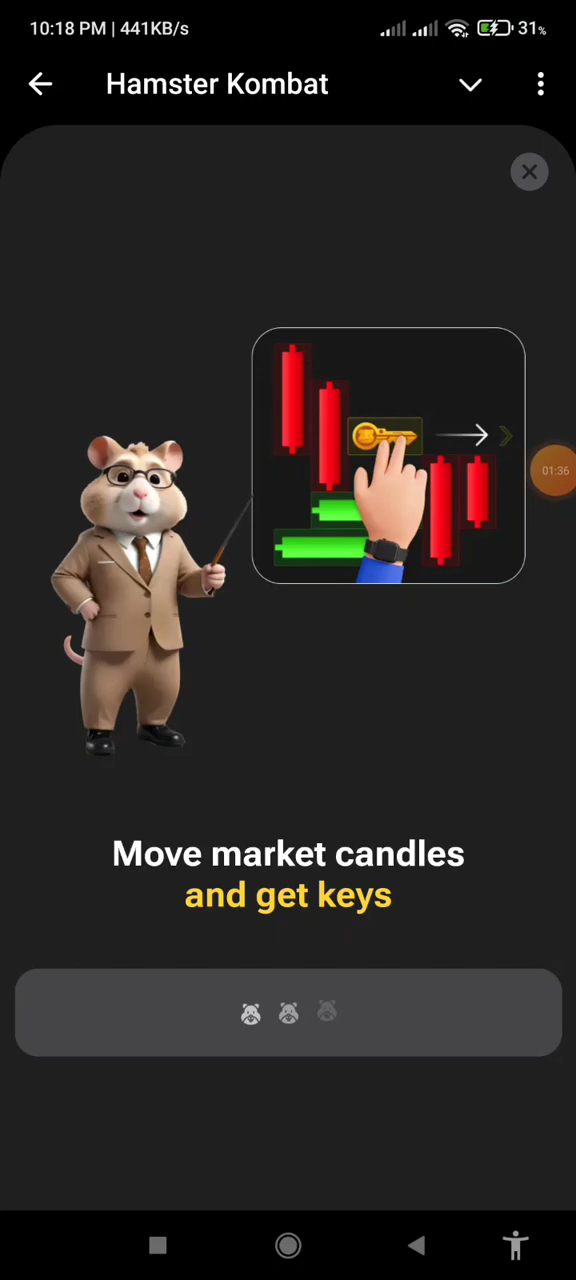 10:18 PM | 441KB/s
31%
Hamster Kombat
01:36
Move market candles
and get keys